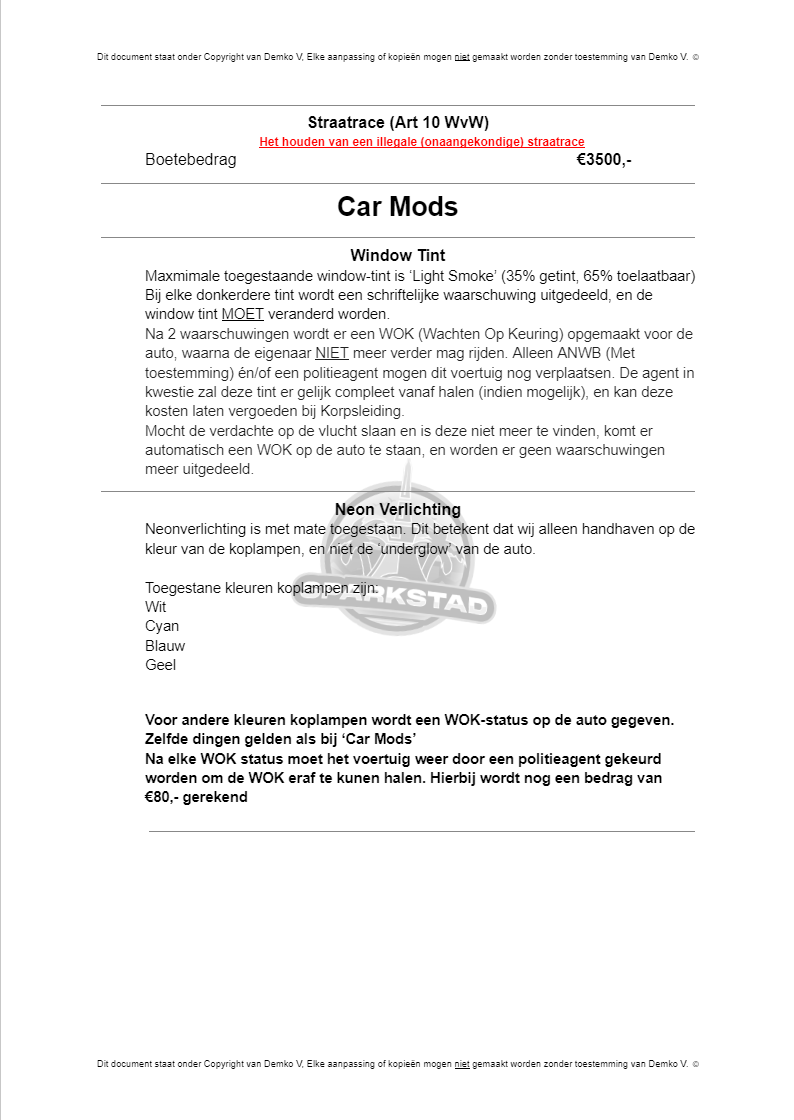 Dit document staat onder Copyright van Demko V, Elke aanpassing of kopieën mogen niet gemaakt worden zonder toestemming van Demko V. ©
Straatrace (Art 10 WvW)
Het houden van een illegale (onaangekondige) straatrace
Boetebedrag €3500,-
Car Mods
Window Tint
Maxmimale toegestaande window-tint is ‘Light Smoke’ (35% getint, 65% toelaatbaar)
Bij elke donkerdere tint wordt een schriftelijke waarschuwing uitgedeeld, en de
window tint MOET veranderd worden.
Na 2 waarschuwingen wordt er een WOK (Wachten Op Keuring) opgemaakt voor de
auto, waarna de eigenaar NIET meer verder mag rijden. Alleen ANWB (Met
toestemming) én/of een politieagent mogen dit voertuig nog verplaatsen. De agent in
kwestie zal deze tint er gelijk compleet vanaf halen (indien mogelijk), en kan deze
kosten laten vergoeden bij Korpsleiding.
Mocht de verdachte op de vlucht slaan en is deze niet meer te vinden, komt er
automatisch een WOK op de auto te staan, en worden er geen waarschuwingen
meer uitgedeeld.
Neon Verlichting
Neonverlichting is met mate toegestaan. Dit betekent dat wij alleen handhaven op de
kleur van de koplampen, en niet de ‘underglow’ van de auto.
Toegestane kleuren koplampen zijn:
SPARKSTAD
Wit
Cyan
Blauw
Geel
Voor andere kleuren koplampen wordt een WOK-status op de auto gegeven.
Zelfde dingen gelden als bij ‘Car Mods’
Na elke WOK status moet het voertuig weer door een politieagent gekeurd
worden om de WOK eraf te kunen halen. Hierbij wordt nog een bedrag van
€80,- gerekend
Dit document staat onder Copyright van Demko V, Elke aanpassing of kopieën mogen niet gemaakt worden zonder toestemming van Demko V. ©